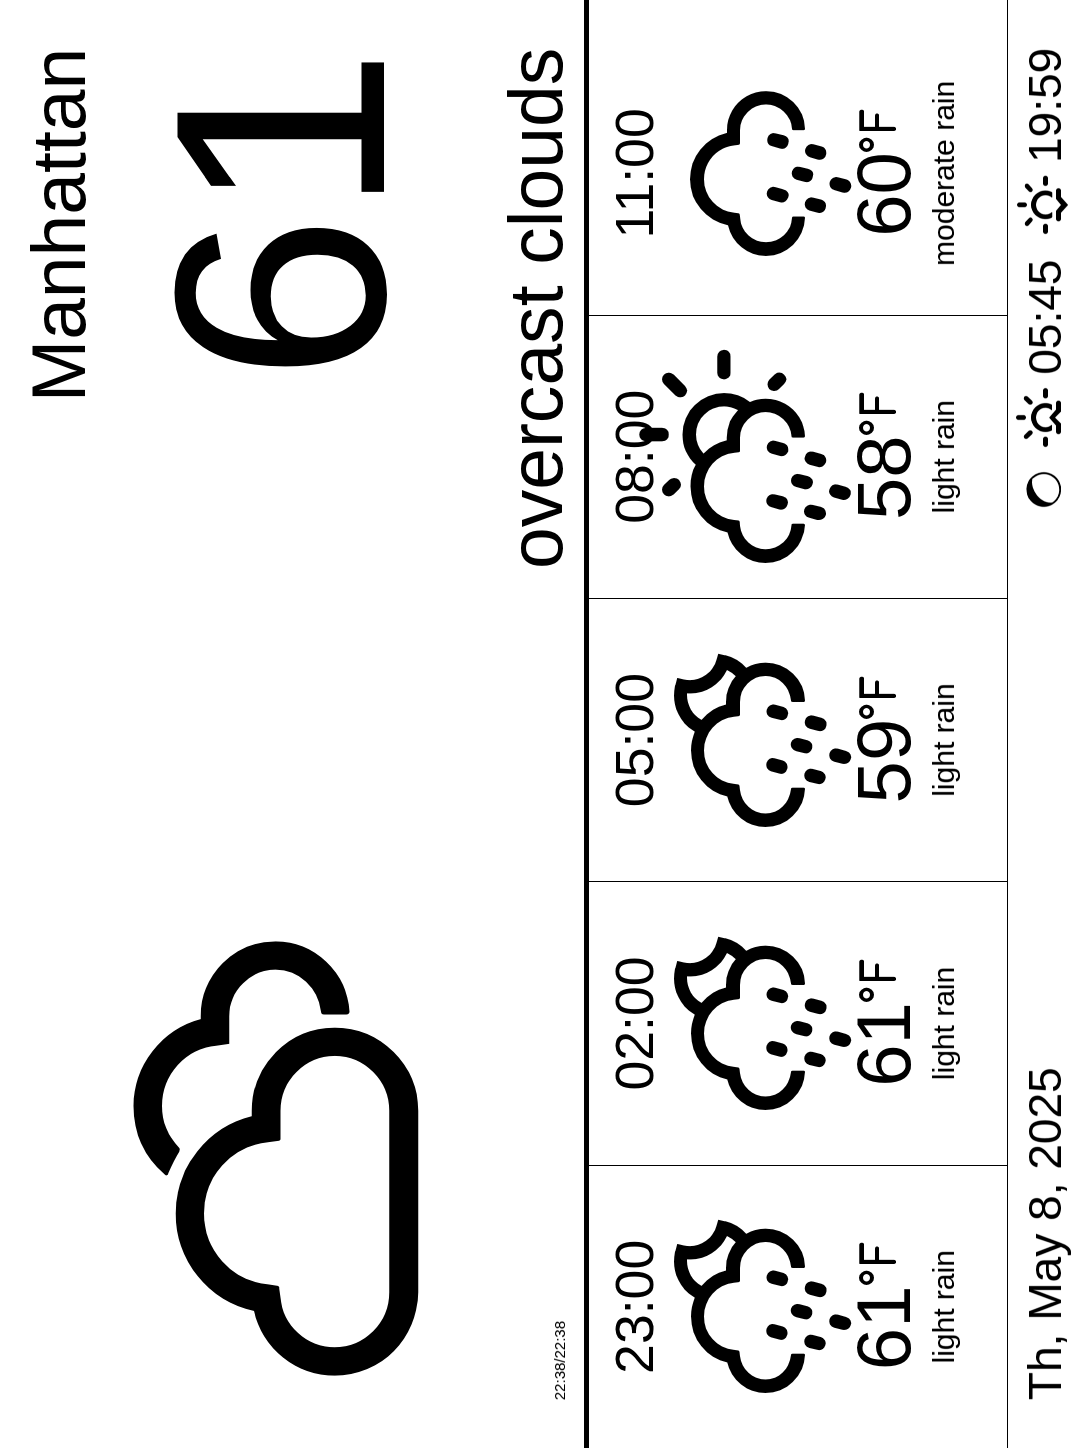 Manhattan
61
overcast clouds
22:38/22:38
23:00
61°F
light rain
02:00
61°F
light rain
05:00
59°F
light rain
08:00
58°F
light rain
11:00
60°F
moderate rain
Th, May 8, 2025
05:45 19:59